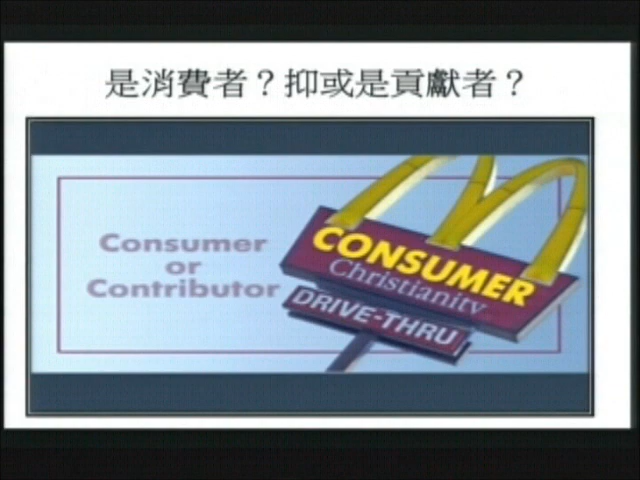 是消費者？抑或是貢獻者？
Consumer
or
Contributor
CONSUMER
Christianity
DRIVE-THRU